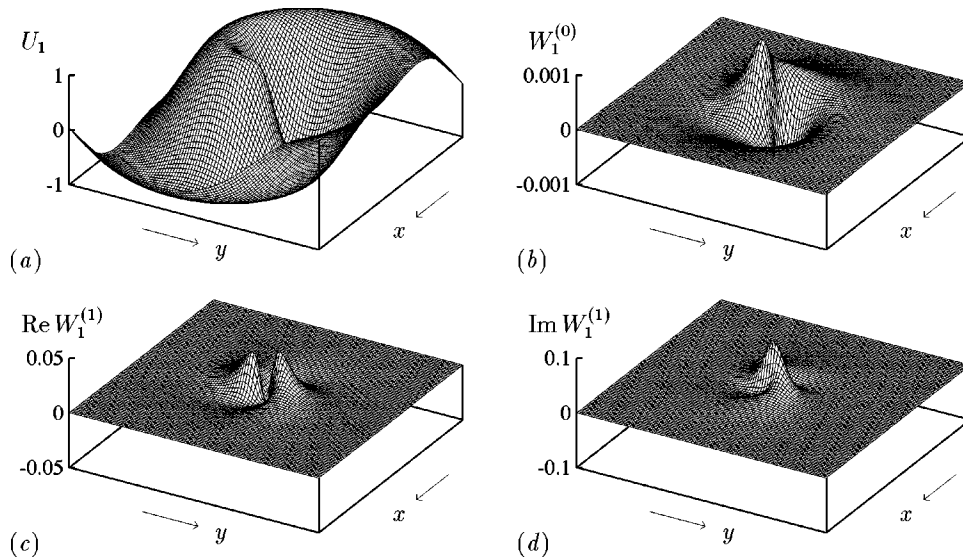 U₁
1
0
-1
y
x
(a)
W₁⁽⁰⁾
0.001
0
-0.001
y
x
(b)
Re W₁⁽¹⁾
0.05
0
-0.05
y
x
(c)
Im W₁⁽¹⁾
0.1
0
-0.1
y
x
(d)